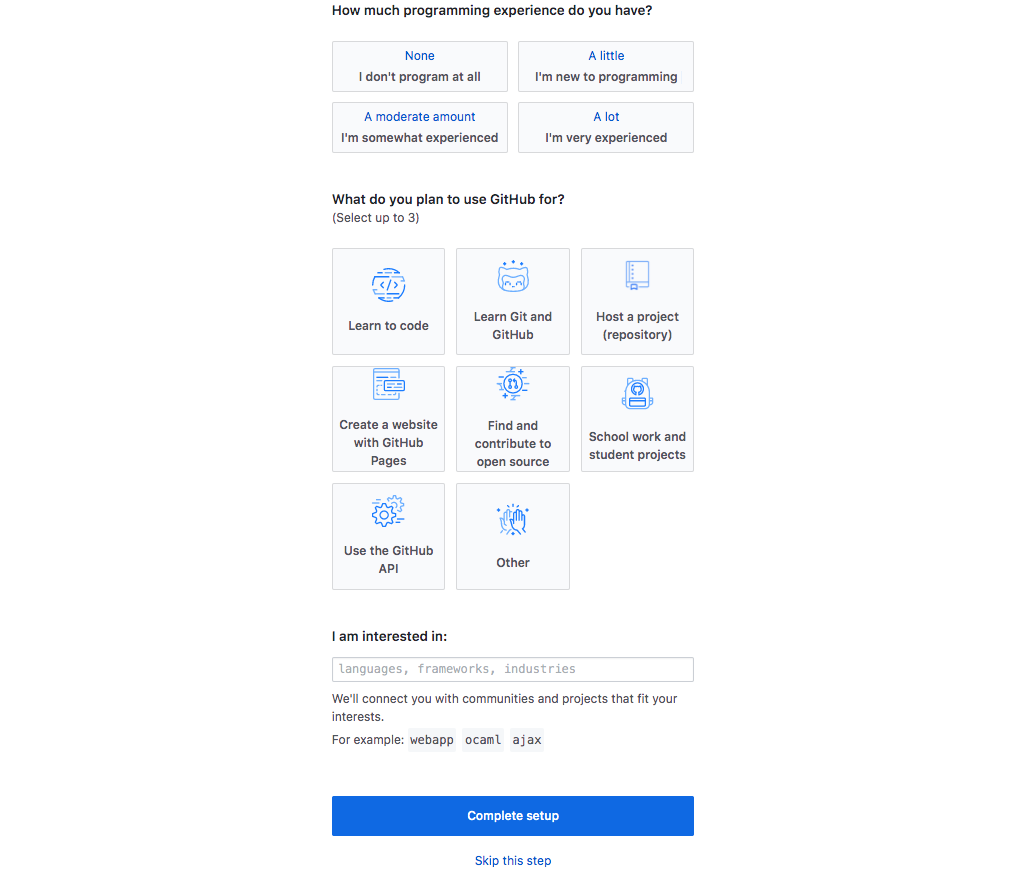 How much programming experience do you have?
None
I don't program at all
A little
I'm new to programming
A moderate amount
I'm somewhat experienced
A lot
I'm very experienced
What do you plan to use GitHub for?
(Select up to 3)
Learn to code
Learn Git and
GitHub
Host a project
(repository)
Create a website
with GitHub
Pages
Find and
contribute to
open source
School work and
student projects
Use the GitHub
API
Other
I am interested in:
languages, frameworks, industries
We'll connect you with communities and projects that fit your
interests.
For example: webapp ocaml ajax
Complete setup
Skip this step